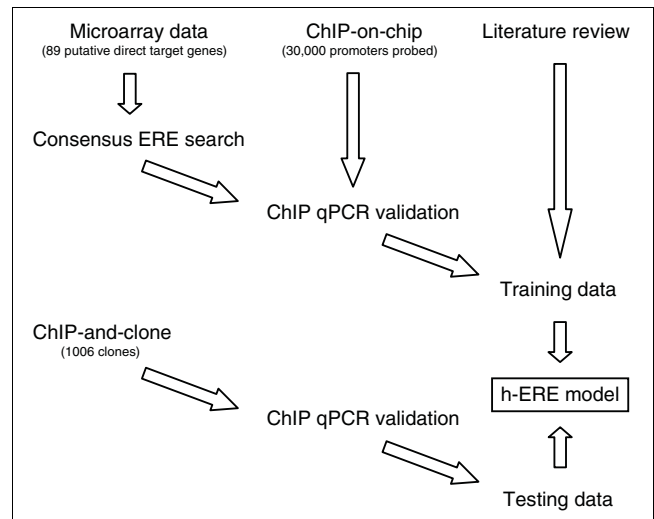 Microarray data
(89 putative direct target genes)
ChIP-on-chip
(30,000 promoters probed)
Literature review
Consensus ERE search
ChIP qPCR validation
Training data
ChIP-and-clone
(1006 clones)
h-ERE model
ChIP qPCR validation
Testing data